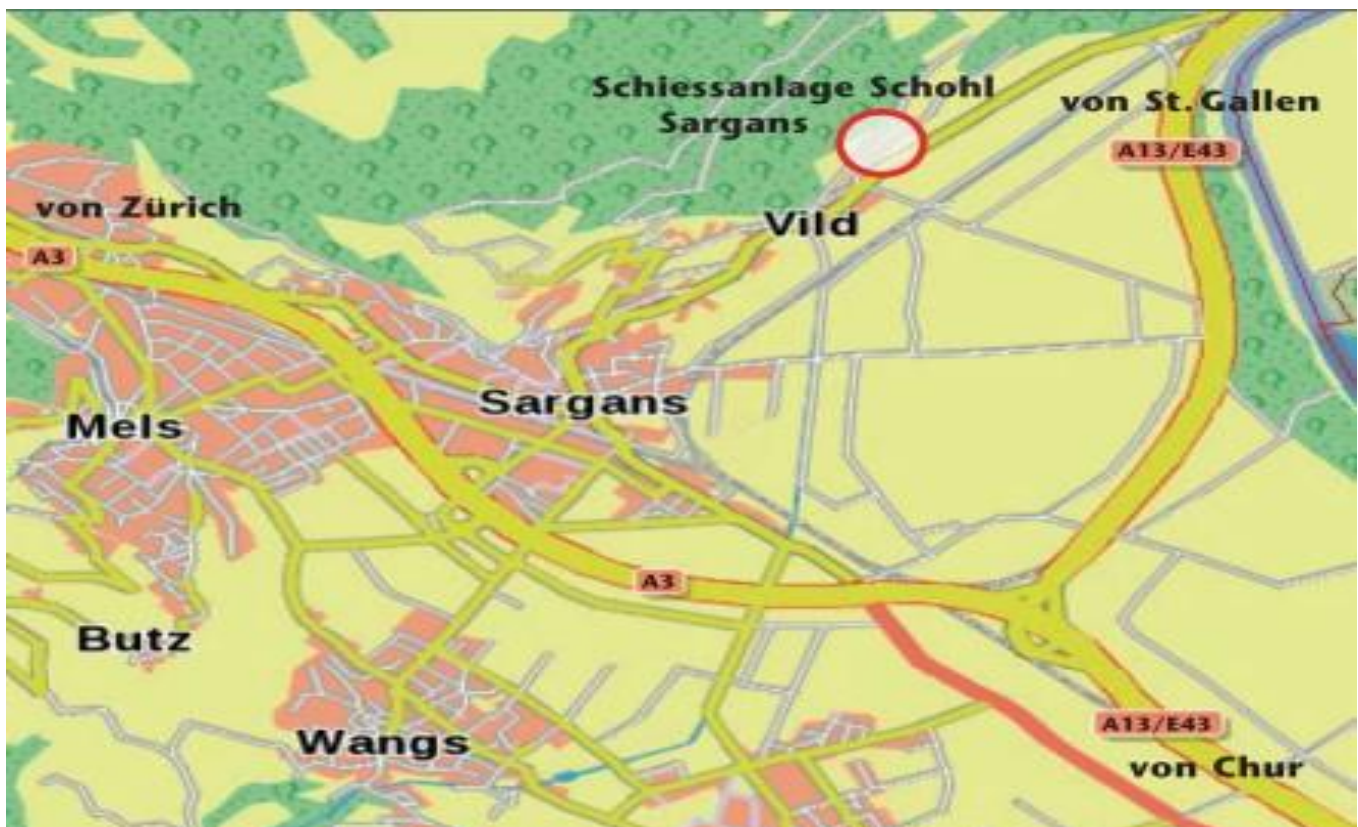 Schiessanlage Schohl
Sargans
von St.Gallen
A13/E43
von Zürich
Vild
A3
Sargans
Mels
A3
Butz
A13/E43
Wangs
von Chur